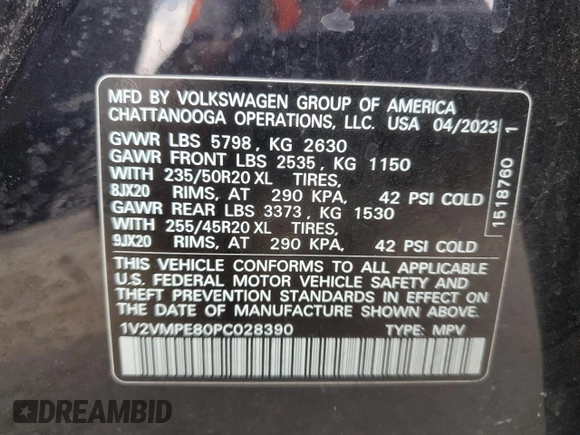 MFD BY VOLKSWAGEN GROUP OF AMERICA
CHATTANOOGA OPERATIONS, LLC. USA 04/2023
GVWR LBS 5798, KG 2630
GAWR FRONT LBS 2535, KG 1150
WITH 235/50R20 XL TIRES,
8JX20 RIMS, AT 290 KPA, 42 PSI COLD
GAWR REAR LBS 3373, KG 1530
WITH 255/45R20 XL TIRES,
9JX20 RIMS, AT 290 KPA, 42 PSI COLD
THIS VEHICLE CONFORMS TO ALL APPLICABLE
U.S. FEDERAL MOTOR VEHICLE SAFETY AND
THEFT PREVENTION STANDARDS IN EFFECT ON
THE DATE OF MANUFACTURE SHOWN ABOVE.
1V2VMPE80PC028390 TYPE: MPV
1518760 1
DREAMBID